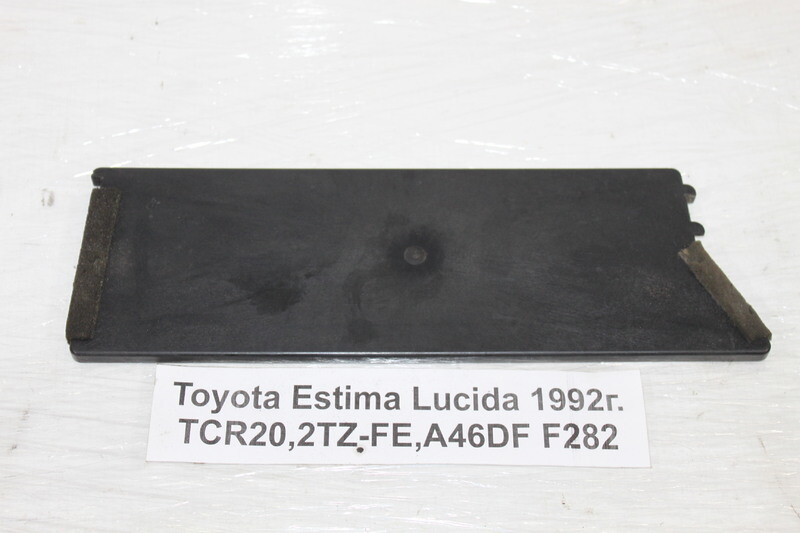 Toyota Estima Lucida 1992г.
TCR20,2TZ-FE,A46DF F282